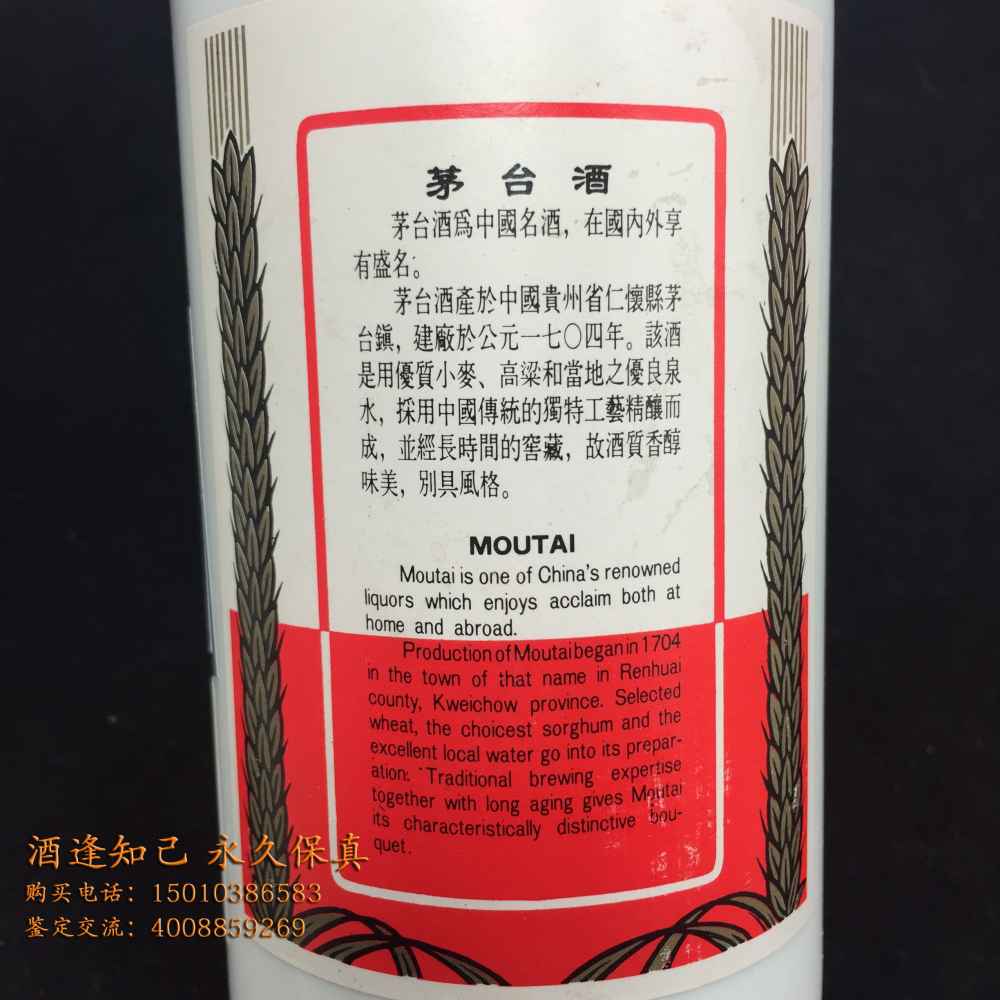 茅台酒
茅台酒爲中國名酒，在國內外享
有盛名。
茅台酒產於中國貴州省仁懷縣茅
台鎮，建廠於公元一七〇四年。該酒
是用優質小麥、高粱和當地之優良泉
水，採用中國傳統的獨特工藝精釀而
成，並經長時間的窖藏，故酒質香醇
味美，別具風格。
MOUTAI
Moutai is one of China's renowned
liquors which enjoys acclaim both at
home and abroad.
Production of Moutai began in 1704
in the town of that name in Renhuai
county, Kweichow province. Selected
wheat, the choicest sorghum and the
excellent local water go into its prepar-
ation. Traditional brewing expertise
together with long aging gives Moutai
its characteristically distinctive bou-
quet.
酒逢知己 永久保真
购买电话：15010386583
鉴定交流：4008859269